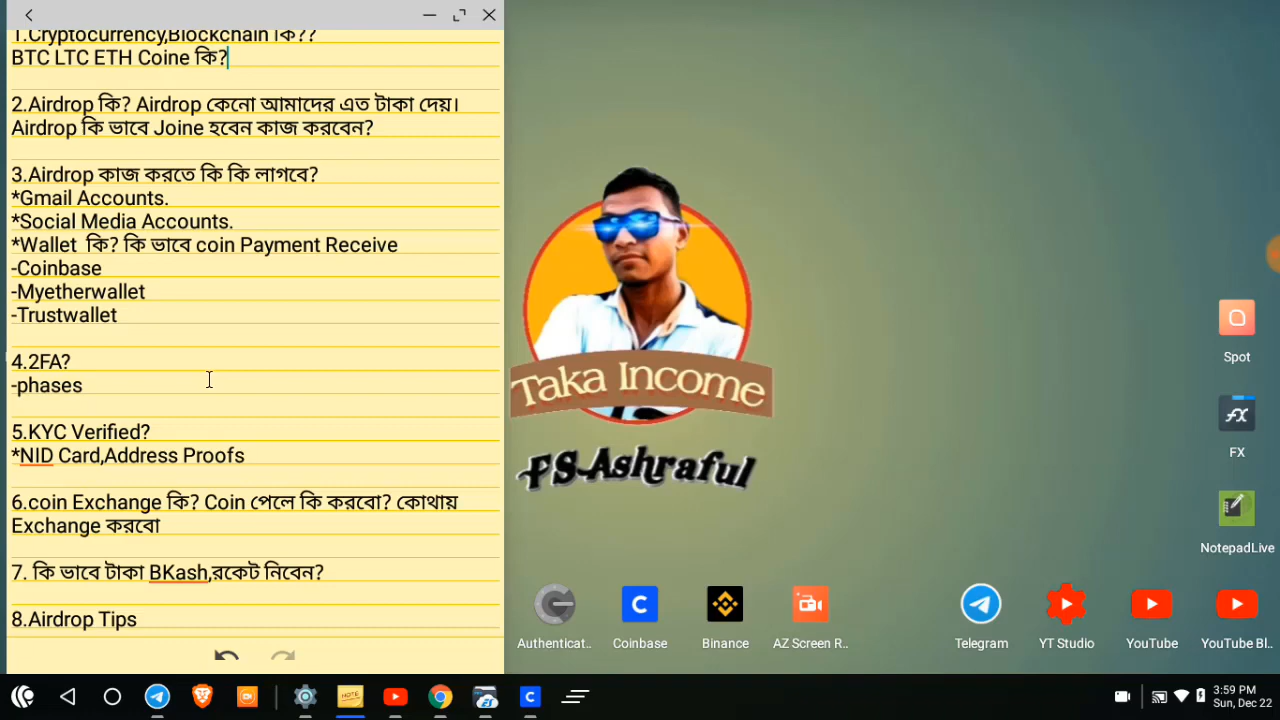 1.Cryptocurrency,Blockchain কি??
BTC LTC ETH Coine কি?
2.Airdrop কি? Airdrop কেনো আমাদের এত টাকা দেয়।
Airdrop কি ভাবে Joine হবেন কাজ করবেন?
3.Airdrop কাজ করতে কি কি লাগবে?
*Gmail Accounts.
*Social Media Accounts.
*Wallet কি? কি ভাবে coin Payment Receive
-Coinbase
-Myetherwallet
-Trustwallet
4.2FA?
-phases
5.KYC Verified?
*NID Card,Address Proofs
6.coin Exchange কি? Coin পেলে কি করবো? কোথায়
Exchange করবো
7. কি ভাবে টাকা BKash,রকেট নিবেন?
8.Airdrop Tips
Taka Income
FS-Ashraful
Spot
FX
NotepadLive
Authenticat..
Coinbase
Binance
AZ Screen R..
Telegram
YT Studio
YouTube
YouTube Bl..
NOTE
3:59 PM
Sun, Dec 22